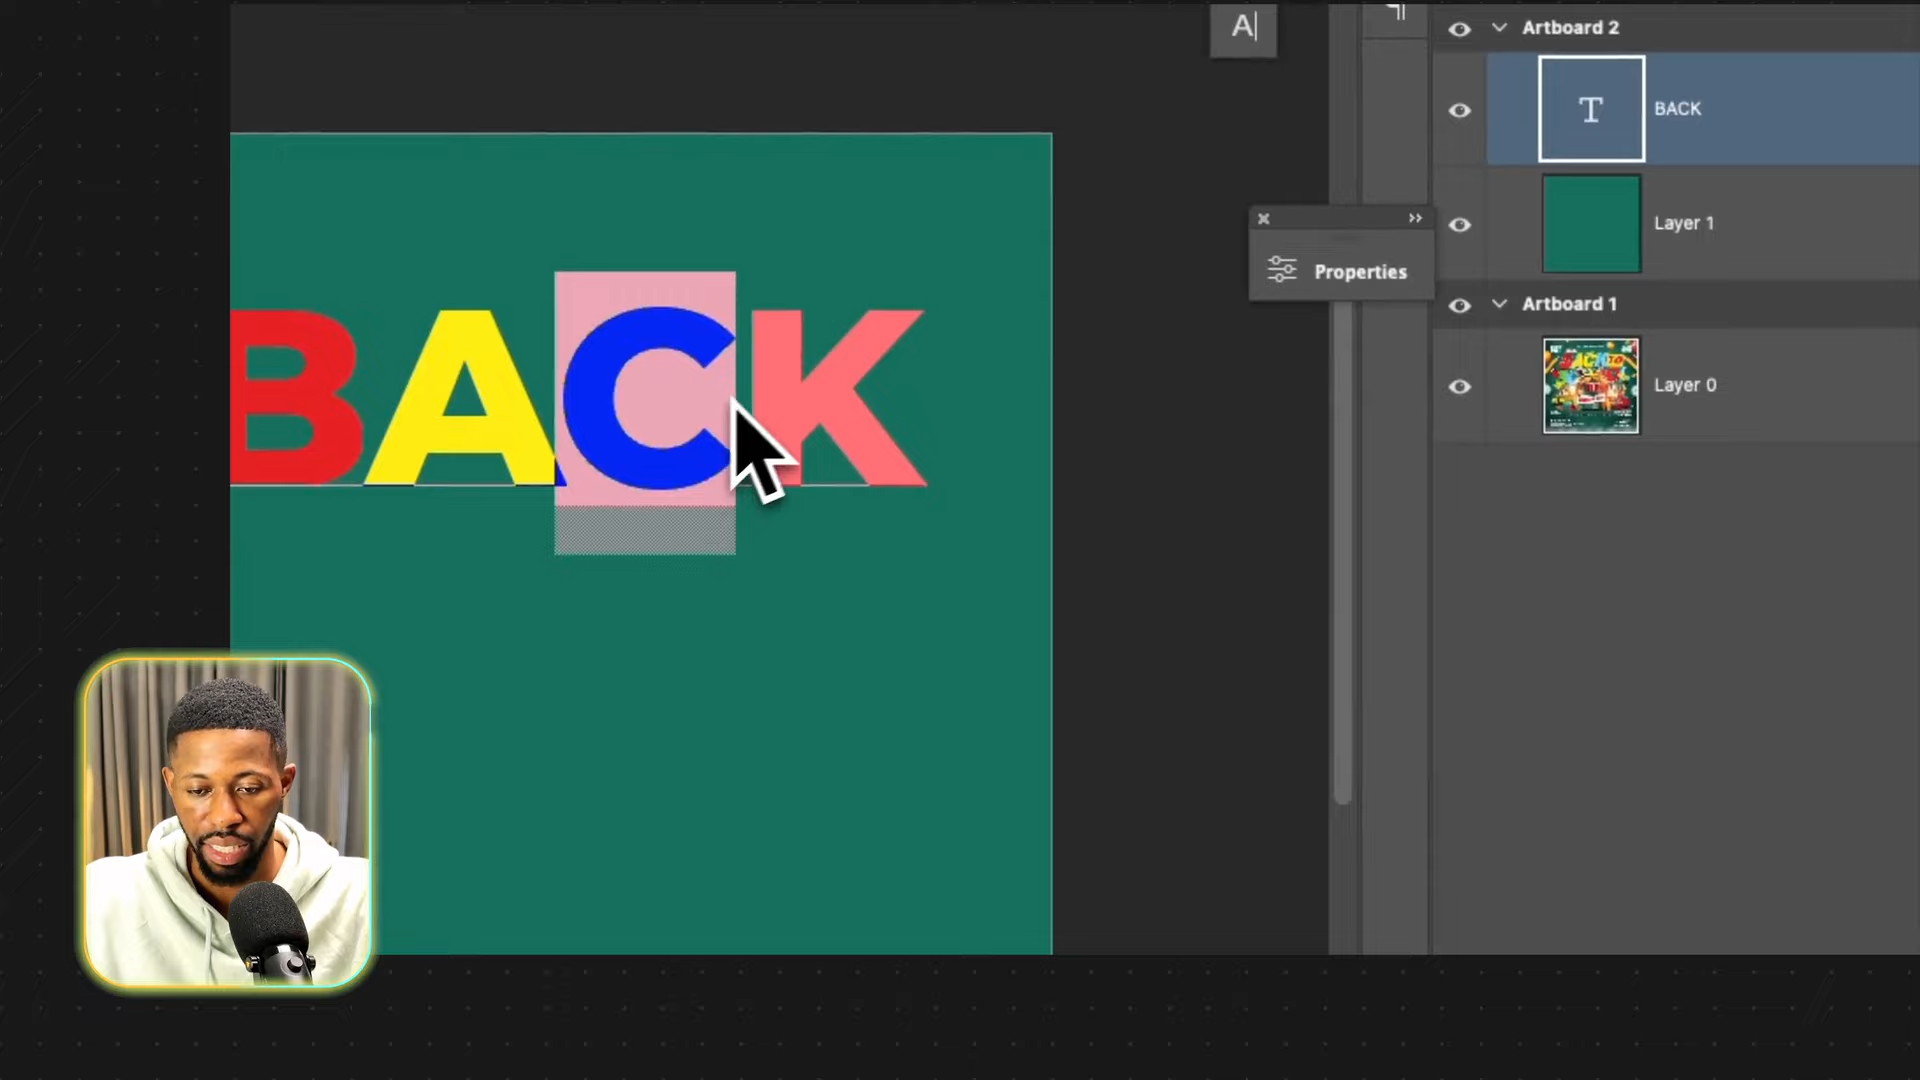 A
Artboard 2
T
BACK
Layer 1
Properties
BACK
Artboard 1
Layer 0